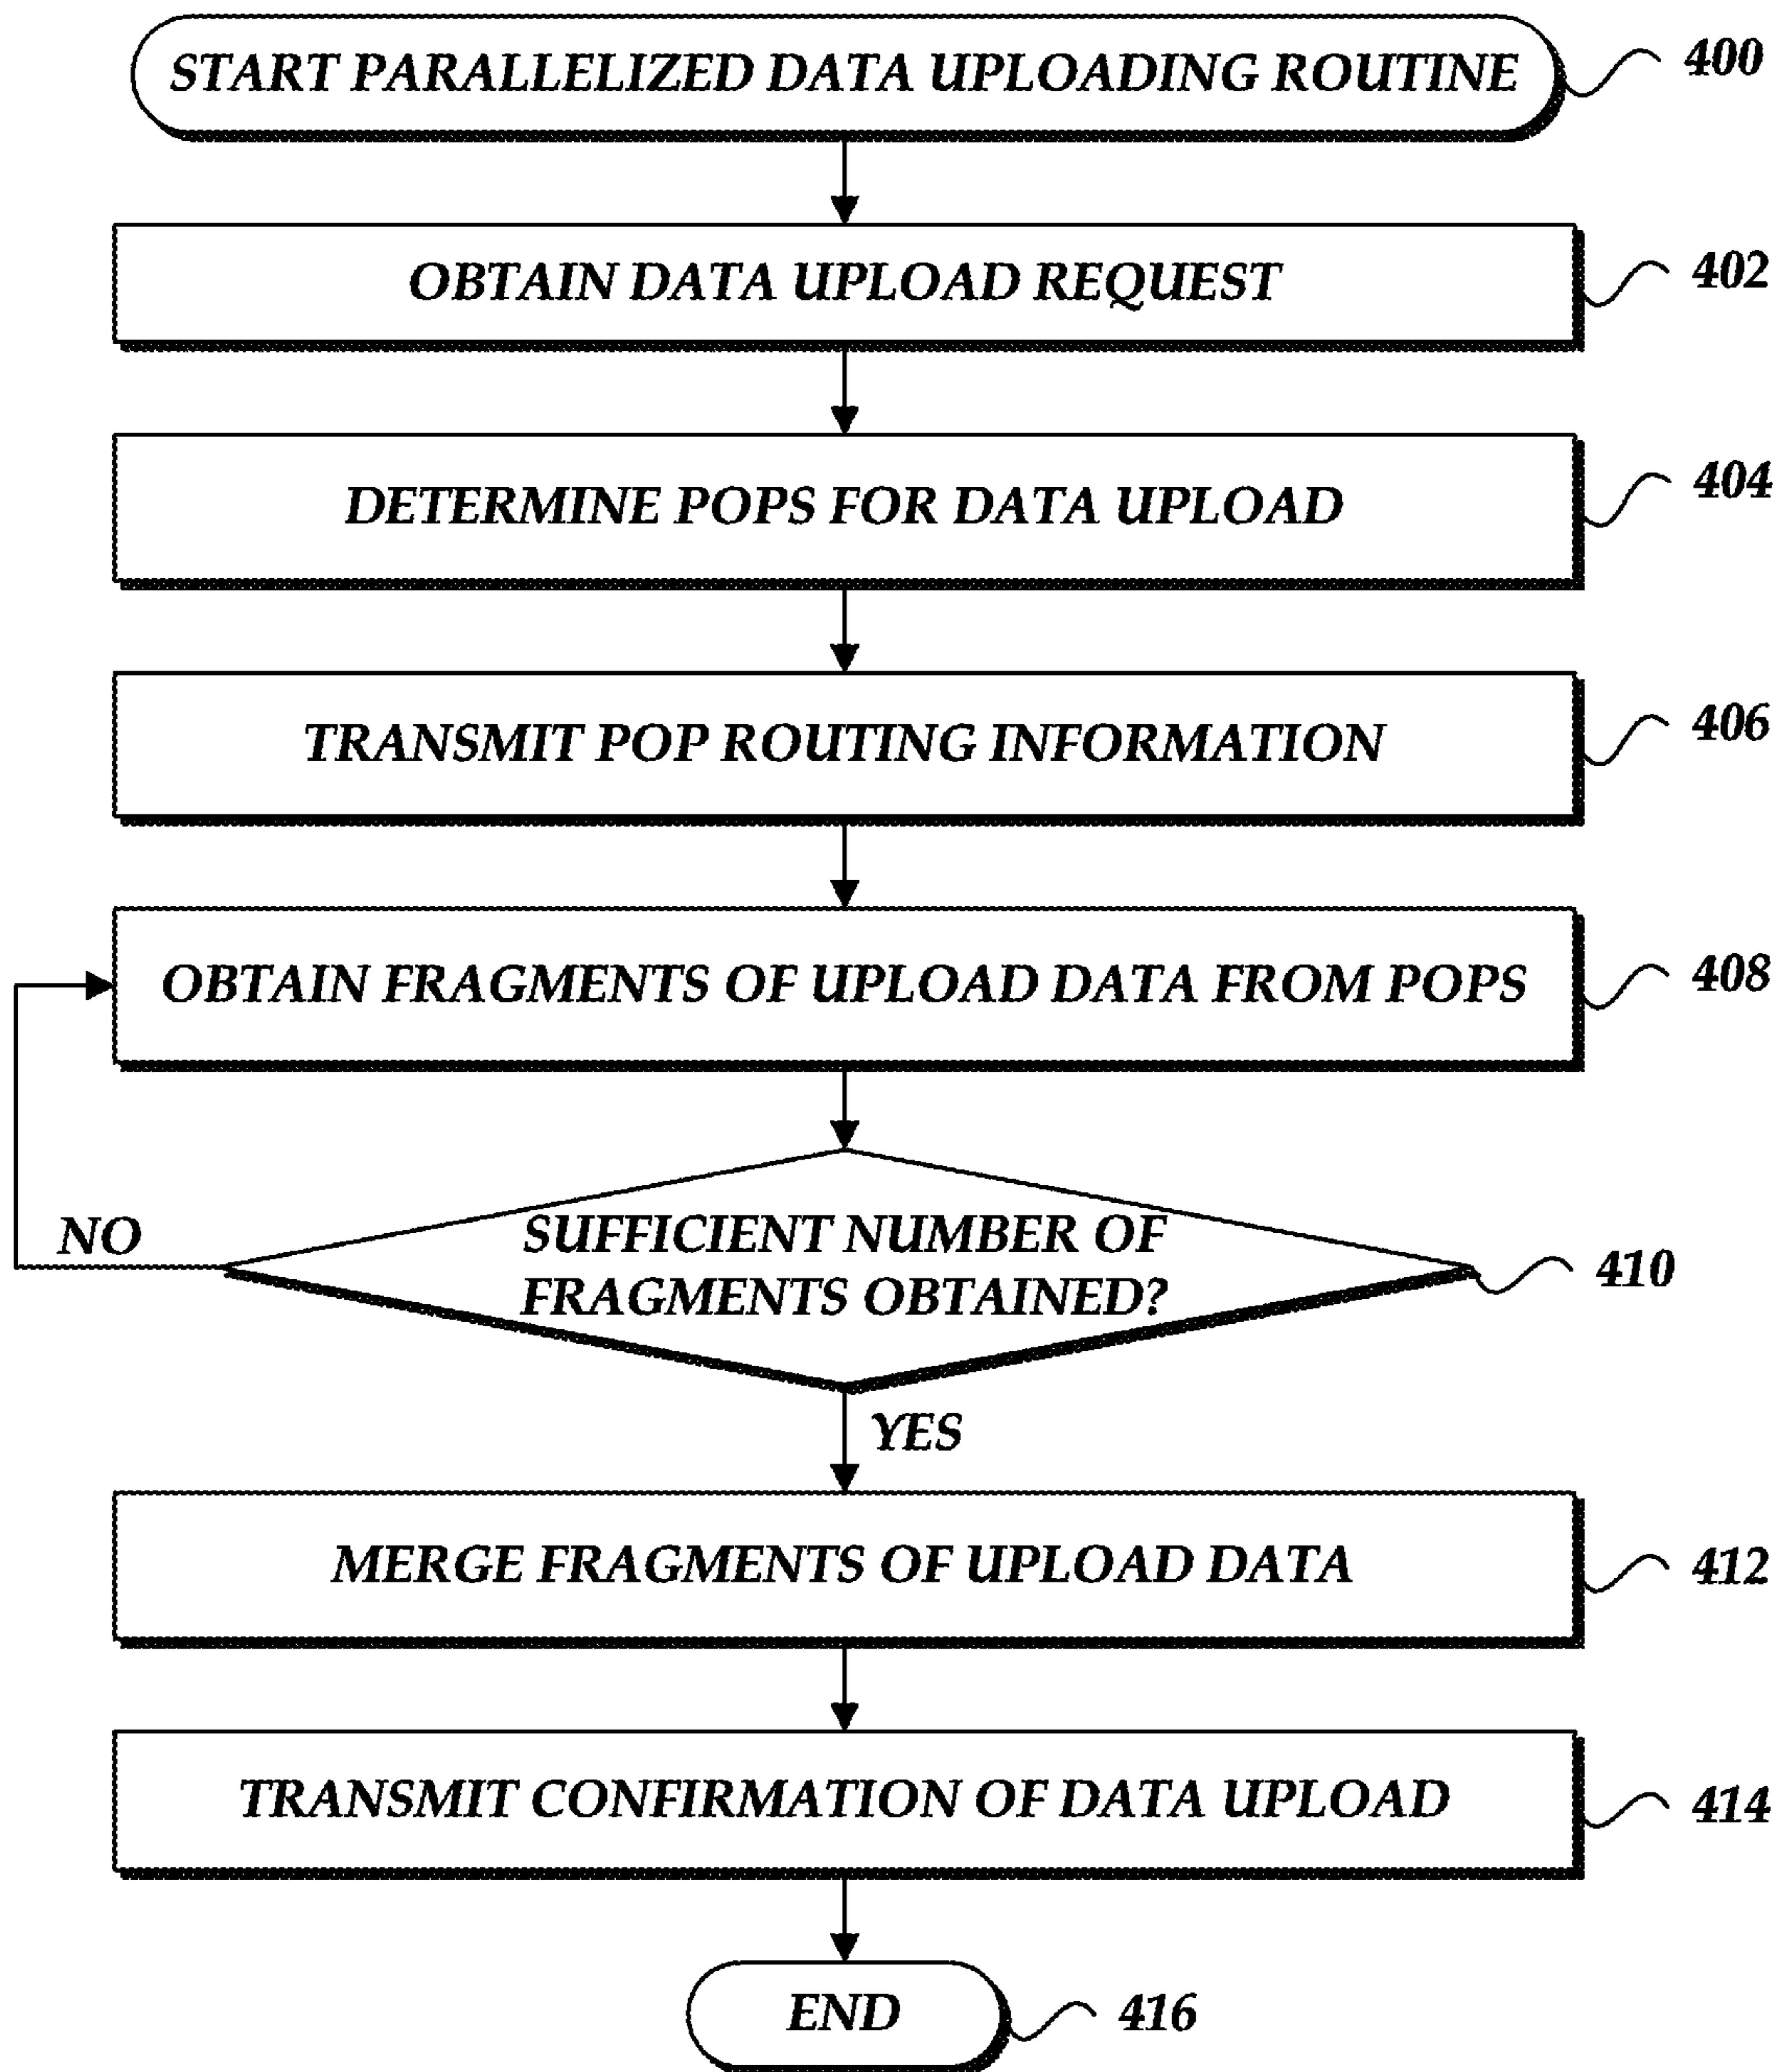 START PARALLELIZED DATA UPLOADING ROUTINE
400
OBTAIN DATA UPLOAD REQUEST
402
DETERMINE POPS FOR DATA UPLOAD
404
TRANSMIT POP ROUTING INFORMATION
406
OBTAIN FRAGMENTS OF UPLOAD DATA FROM POPS
408
NO
SUFFICIENT NUMBER OF
FRAGMENTS OBTAINED?
410
YES
MERGE FRAGMENTS OF UPLOAD DATA
412
TRANSMIT CONFIRMATION OF DATA UPLOAD
414
END
416